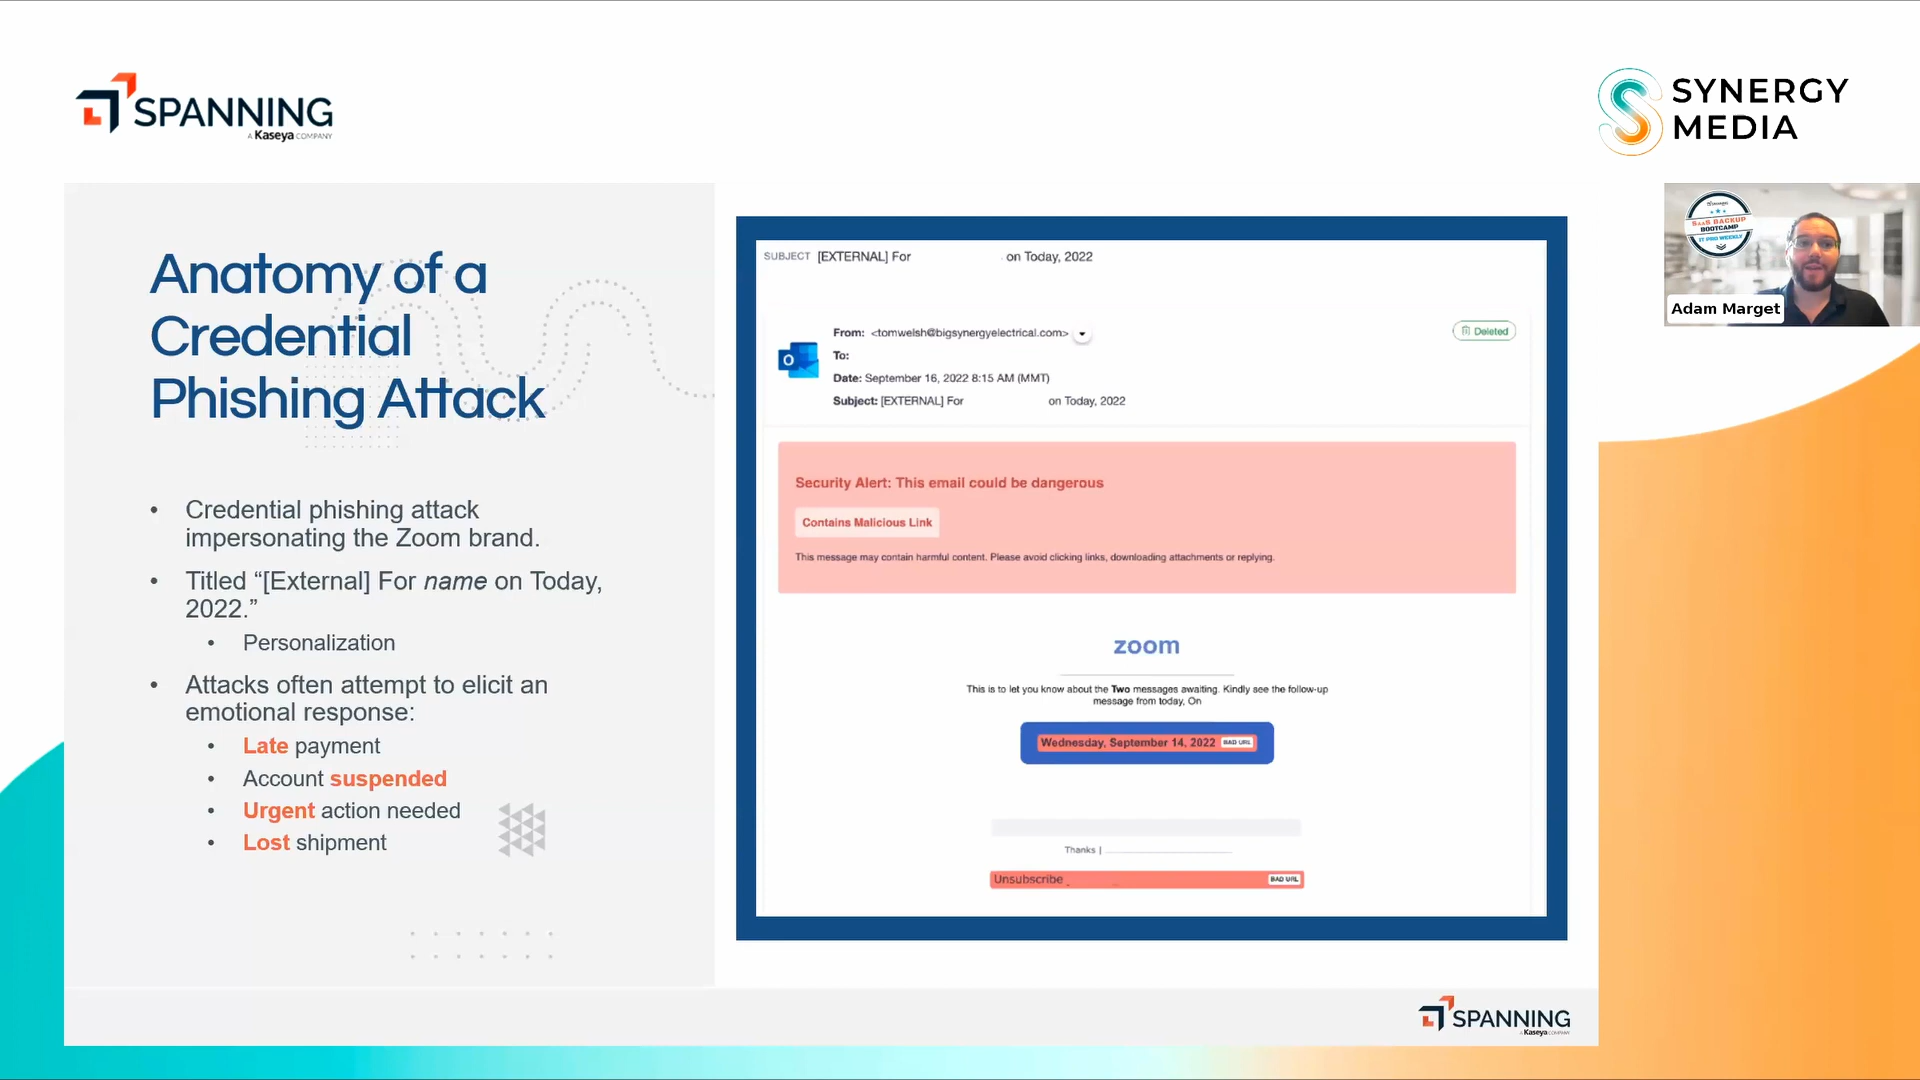 SPANNING
A Kaseya COMPANY
SYNERGY
MEDIA
SaaS BACKUP
BOOTCAMP
IT PRO WEEKLY
Adam Marget
Anatomy of a
Credential
Phishing Attack
• Credential phishing attack
impersonating the Zoom brand.
• Titled “[External] For name on Today,
2022.”
• Personalization
• Attacks often attempt to elicit an
emotional response:
• Late payment
• Account suspended
• Urgent action needed
• Lost shipment
SUBJECT [EXTERNAL] For on Today, 2022
From: <tomwelsh@bigsynergyelectrical.com>
Deleted
To:
Date: September 16, 2022 8:15 AM (MMT)
Subject: [EXTERNAL] For on Today, 2022
Security Alert: This email could be dangerous
Contains Malicious Link
This message may contain harmful content. Please avoid clicking links, downloading attachments or replying.
zoom
This is to let you know about the Two messages awaiting. Kindly see the follow-up
message from today, On
Wednesday, September 14, 2022 BAD URL
Thanks |
Unsubscribe BAD URL
SPANNING
A Kaseya COMPANY